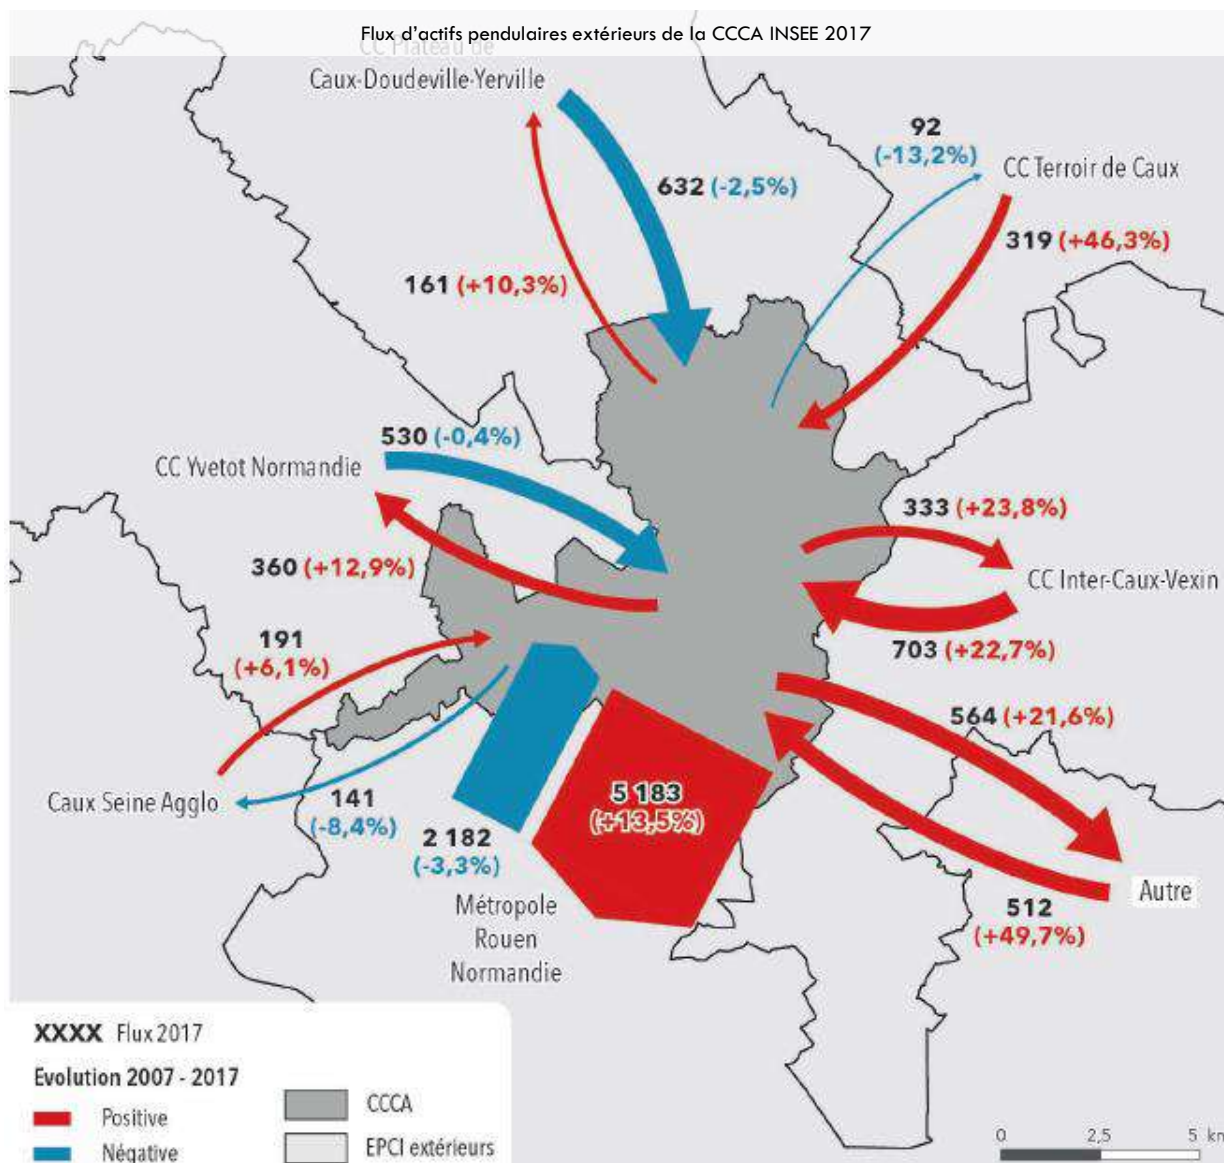 Flux d'actifs pendulaires extérieurs de la CCCA INSEE 2017
CC Plateau de
Caux-Doudeville-Yerville
92
(-13,2%)
CC Terroir de Caux
632 (-2,5%)
319 (+46,3%)
161 (+10,3%)
530 (-0,4%)
CC Yvetot Normandie
333 (+23,8%)
360 (+12,9%)
CC Inter-Caux-Vexin
191
(+6,1%)
703 (+22,7%)
564 (+21,6%)
Caux Seine Agglo
141
(-8,4%)
5 183
(+13,5%)
2 182
(-3,3%)
Autre
Métropole
Rouen
Normandie
512
(+49,7%)
XXXX Flux 2017
Evolution 2007 - 2017
Positive
Négative
CCCA
EPCI extérieurs
0 2,5 5 km